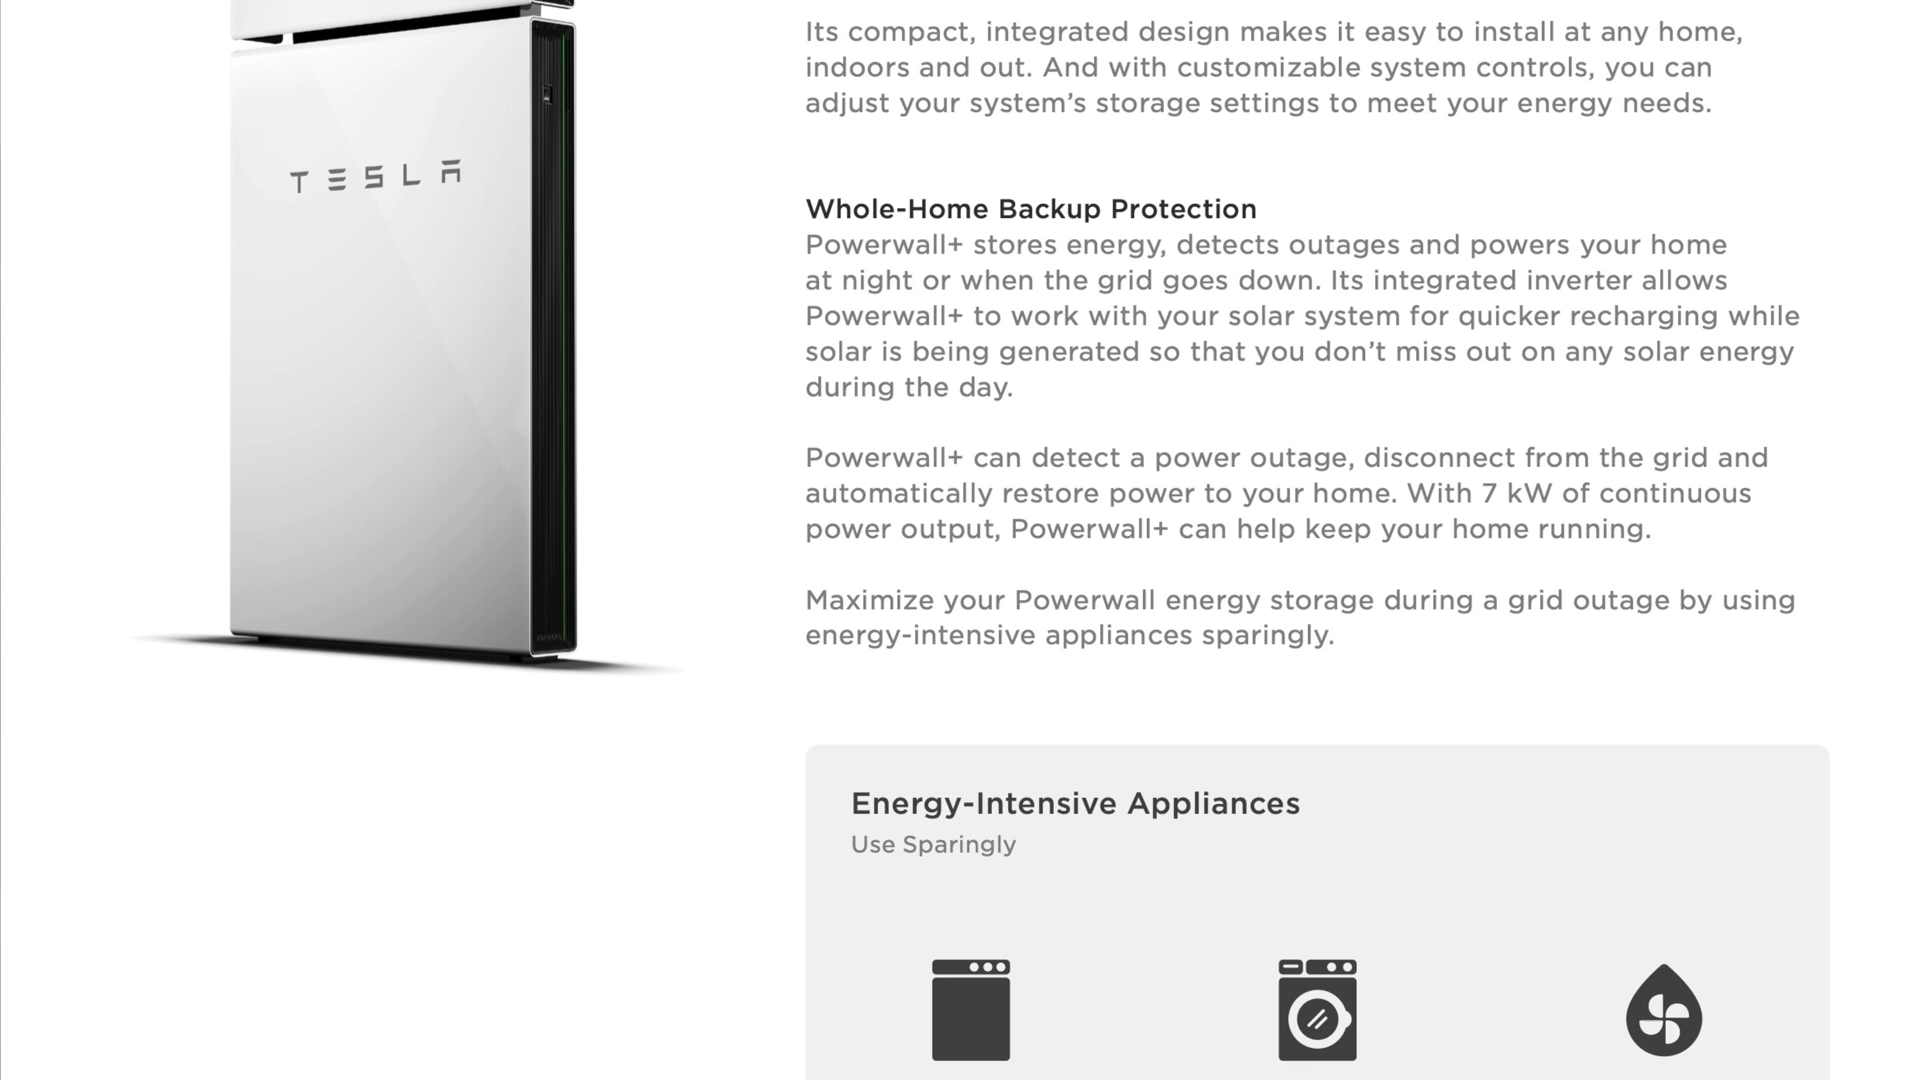 TESLA
Its compact, integrated design makes it easy to install at any home,
indoors and out. And with customizable system controls, you can
adjust your system’s storage settings to meet your energy needs.
Whole-Home Backup Protection
Powerwall+ stores energy, detects outages and powers your home
at night or when the grid goes down. Its integrated inverter allows
Powerwall+ to work with your solar system for quicker recharging while
solar is being generated so that you don’t miss out on any solar energy
during the day.
Powerwall+ can detect a power outage, disconnect from the grid and
automatically restore power to your home. With 7 kW of continuous
power output, Powerwall+ can help keep your home running.
Maximize your Powerwall energy storage during a grid outage by using
energy-intensive appliances sparingly.
Energy-Intensive Appliances
Use Sparingly